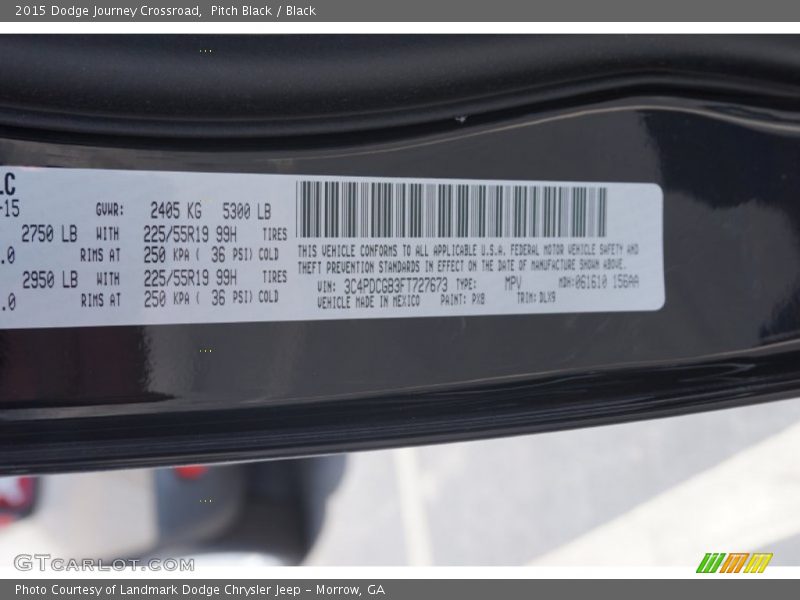 2015 Dodge Journey Crossroad, Pitch Black / Black
LC
-15 GVWR: 2405 KG 5300 LB
2750 LB WITH 225/55R19 99H TIRES
.0 RIMS AT 250 KPA ( 36 PSI) COLD
2950 LB WITH 225/55R19 99H TIRES
.0 RIMS AT 250 KPA ( 36 PSI) COLD
THIS VEHICLE CONFORMS TO ALL APPLICABLE U.S.A. FEDERAL MOTOR VEHICLE SAFETY AND
THEFT PREVENTION STANDARDS IN EFFECT ON THE DATE OF MANUFACTURE SHOWN ABOVE.
VIN: 3C4PDCGB3FT727673 TYPE: MPV MDH:061610 156AA
VEHICLE MADE IN MEXICO PAINT: PX8 TRIM: DLX9
GTCARLOT.COM
Photo Courtesy of Landmark Dodge Chrysler Jeep – Morrow, GA